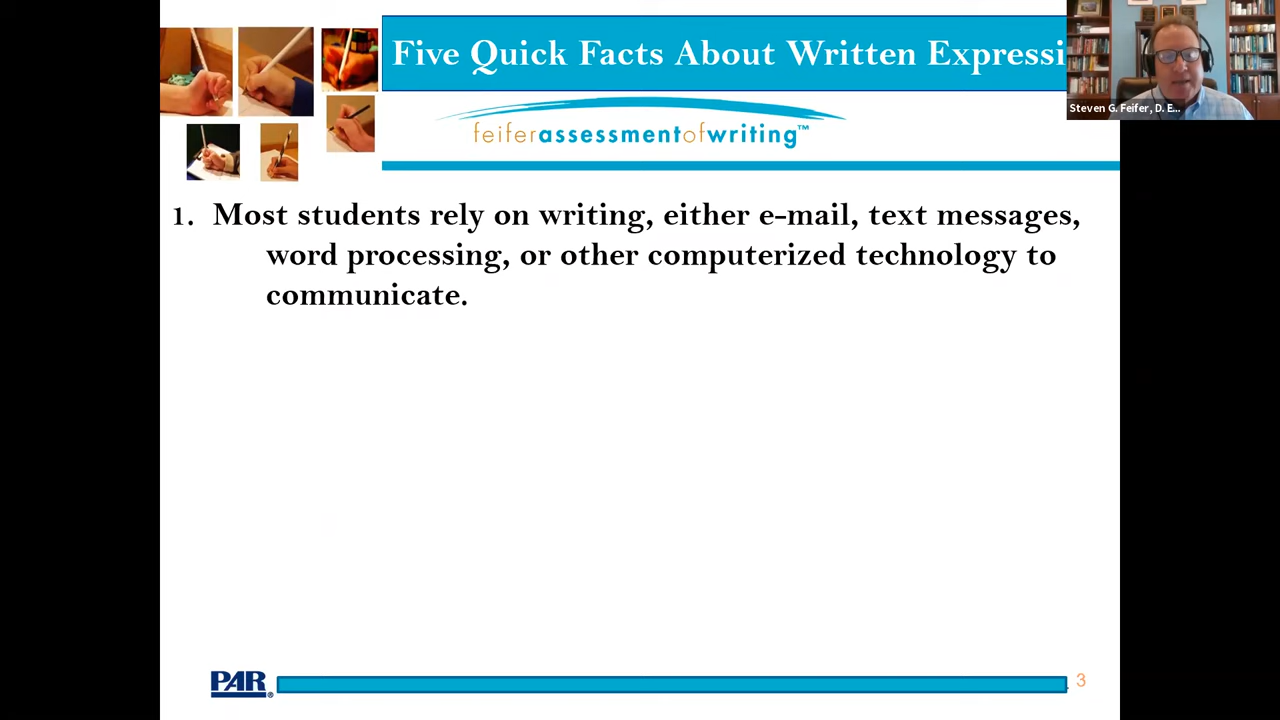 Five Quick Facts About Written Expressi
Steven G. Feifer, D. E...
feiferassessmentofwriting™
1. Most students rely on writing, either e-mail, text messages,
word processing, or other computerized technology to
communicate.
PAR®
3